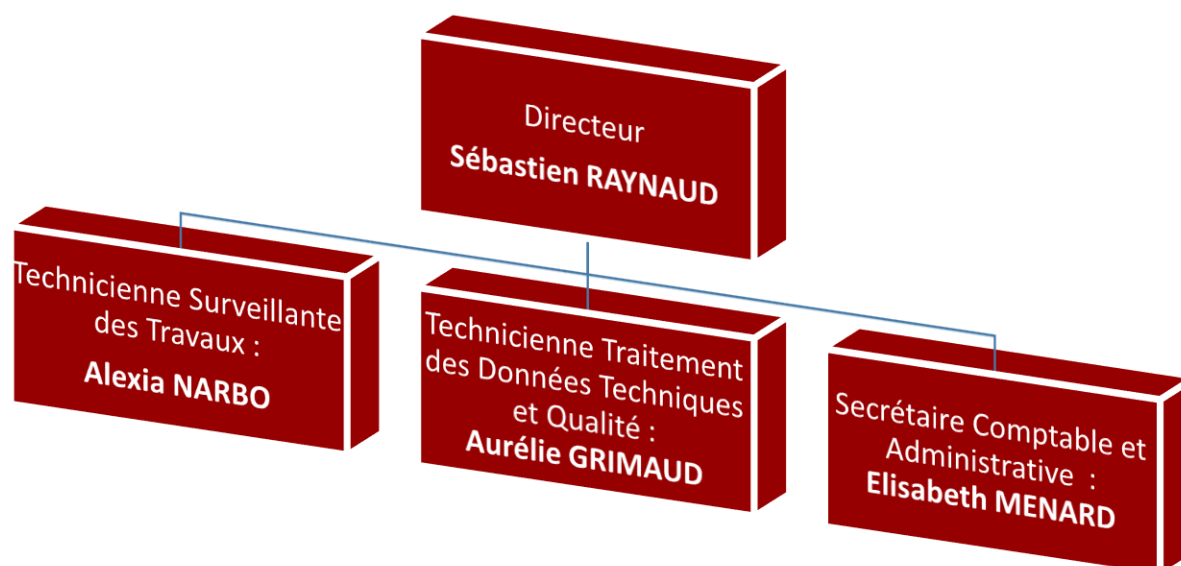 Directeur
Sébastien RAYNAUD
Technicienne Surveillante
des Travaux :
Alexia NARBO
Technicienne Traitement
des Données Techniques
et Qualité :
Aurélie GRIMAUD
Secrétaire Comptable et
Administrative :
Elisabeth MENARD